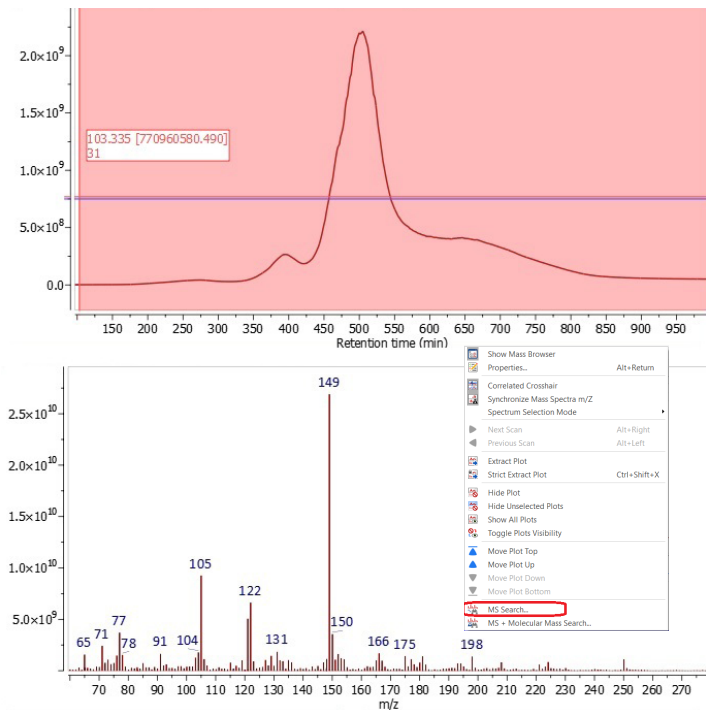 2.0×10⁹
1.5×10⁹
1.0×10⁹
5.0×10⁸
0.0
103.335 [770960580.490]
31
150 200 250 300 350 400 450 500 550 600 650 700 750 800 850 900 950
Retention time (min)
2.5×10¹⁰
2.0×10¹⁰
1.5×10¹⁰
1.0×10¹⁰
5.0×10⁹
149
105
122
150
77
71
65
78
91
104
131
166
175
198
70 80 90 100 110 120 130 140 150 160 170 180 190 200 210 220 230 240 250 260 270
m/z
Show Mass Browser
Properties... Alt+Return
Correlated Crosshair
Synchronize Mass Spectra m/Z
Spectrum Selection Mode
Next Scan Alt+Right
Previous Scan Alt+Left
Extract Plot
Strict Extract Plot Ctrl+Shift+X
Hide Plot
Hide Unselected Plots
Show All Plots
Toggle Plots Visibility
Move Plot Top
Move Plot Up
Move Plot Down
Move Plot Bottom
MS Search...
MS + Molecular Mass Search...